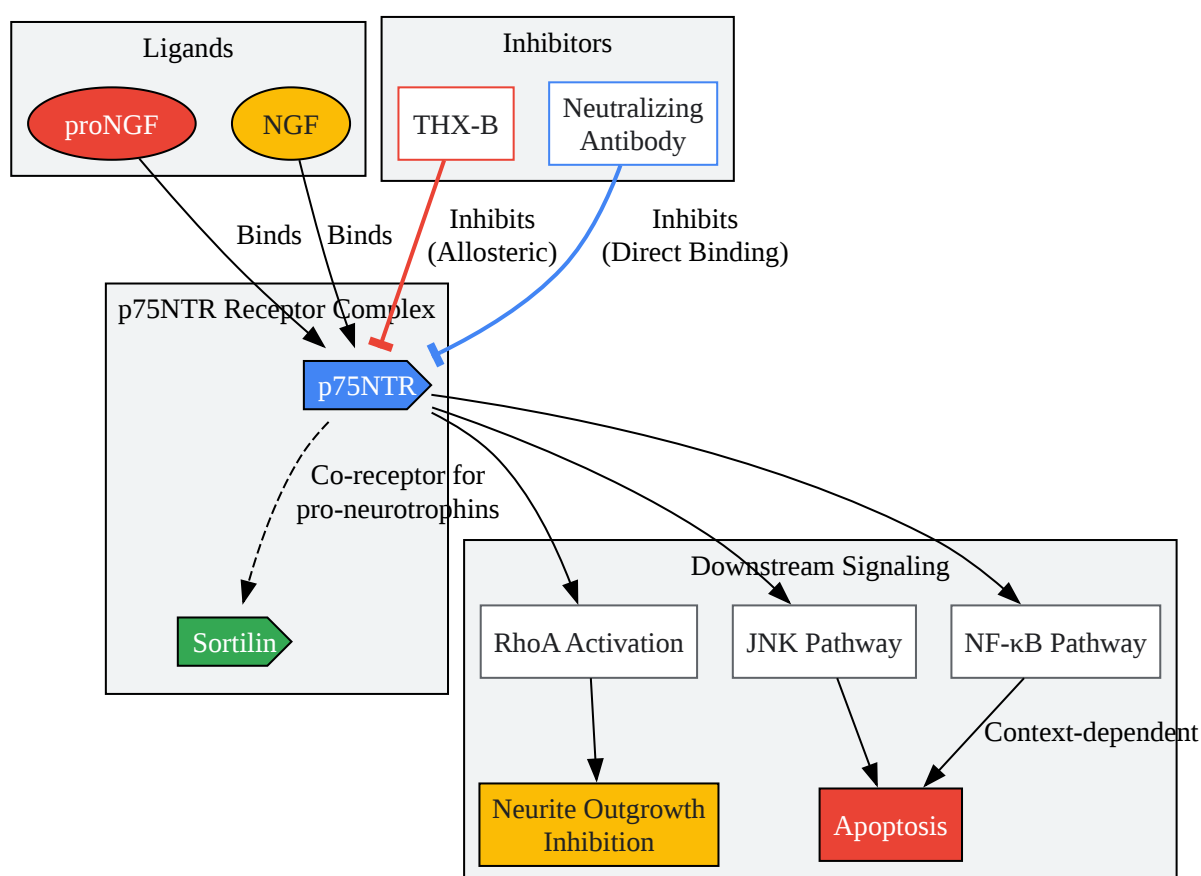 Ligands
Inhibitors
proNGF
NGF
THX-B
Neutralizing
Antibody
Binds
Binds
Inhibits
(Allosteric)
Inhibits
(Direct Binding)
p75NTR Receptor Complex
p75NTR
Co-receptor for
pro-neurotrophins
Sortilin
Downstream Signaling
RhoA Activation
JNK Pathway
NF-κB Pathway
Context-dependent
Neurite Outgrowth
Inhibition
Apoptosis